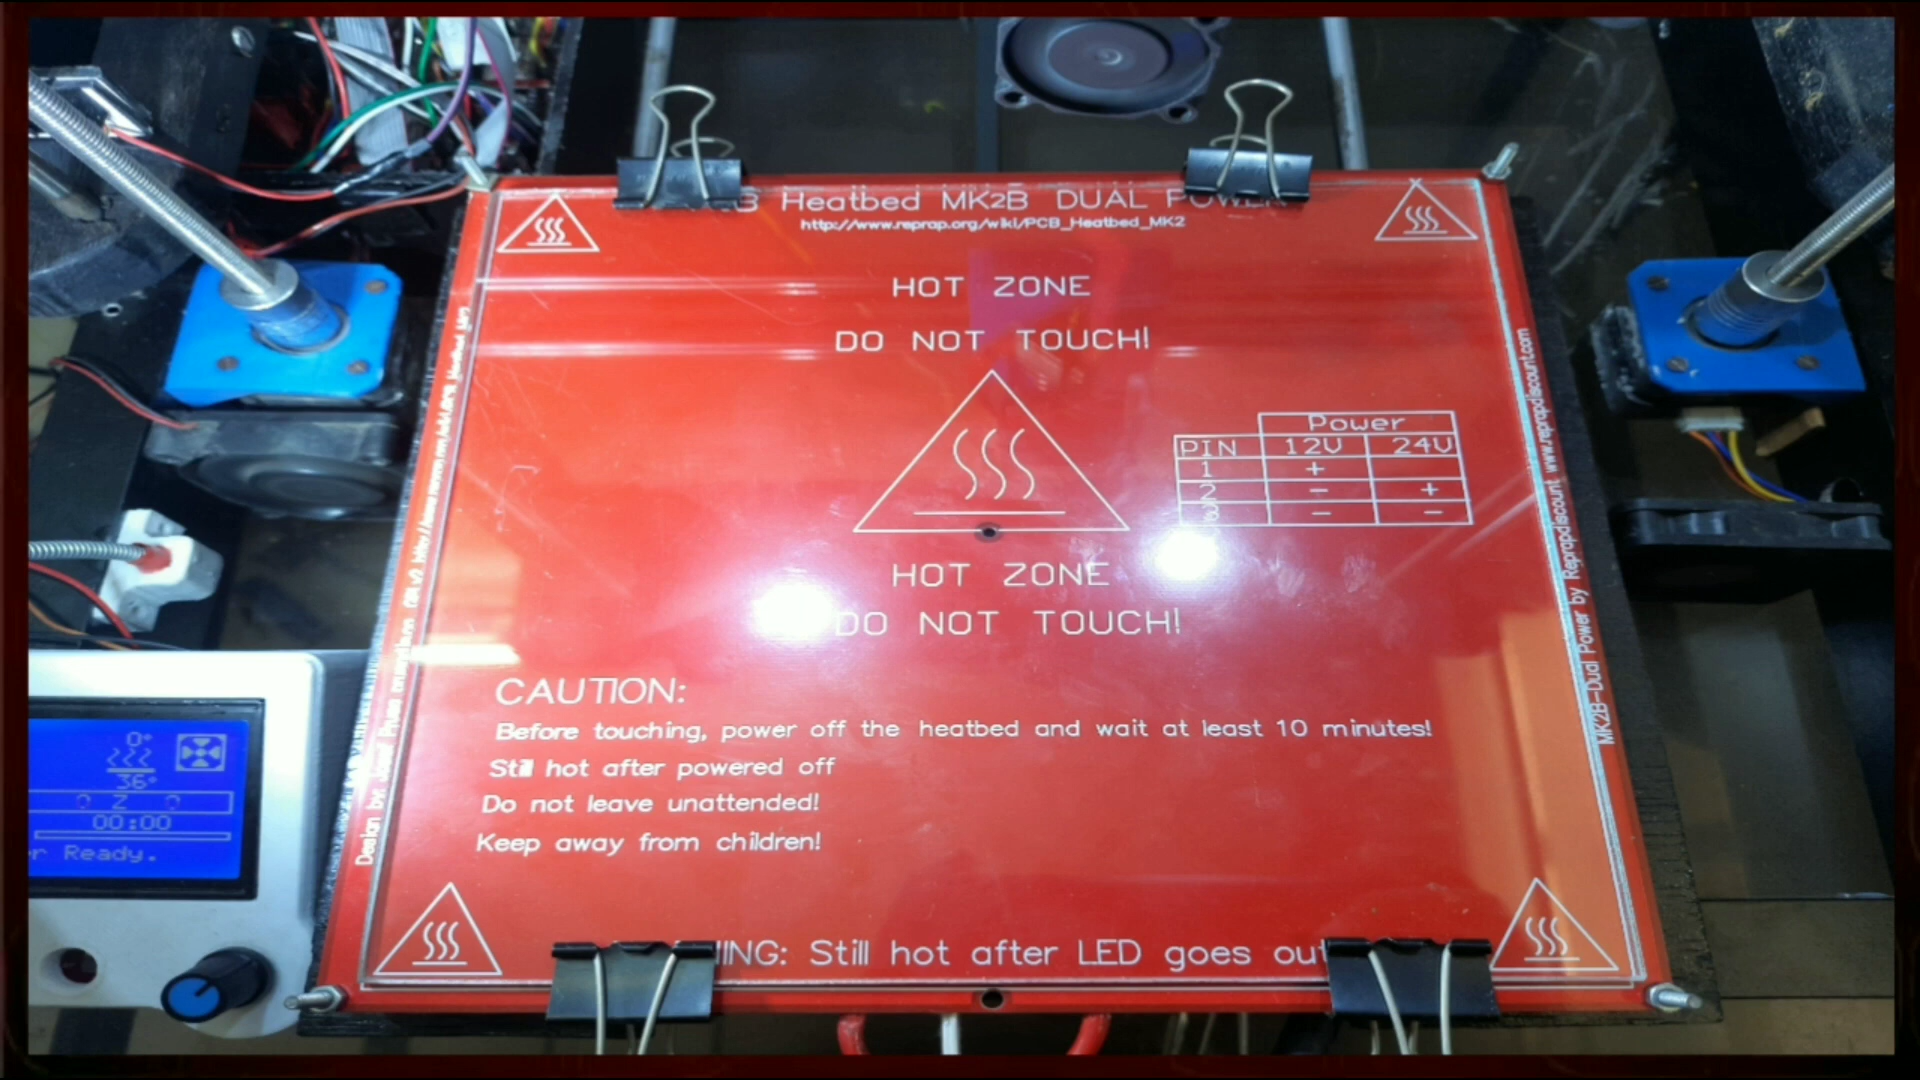 Heatbed MK2B DUAL POWER
http://www.reprap.org/wiki/PCB_Heatbed_MK2
HOT ZONE
DO NOT TOUCH!
Power
PIN 12V 24V
1 +
2 - +
3 - -
HOT ZONE
DO NOT TOUCH!
CAUTION:
Before touching, power off the heatbed and wait at least 10 minutes!
Still hot after powered off
Do not leave unattended!
Keep away from children!
Still hot after LED goes out
MK2B-Dual Power by Reprapdiscount www.reprapdiscount.com
Design by
0°
36°
Z
00:00
Ready.